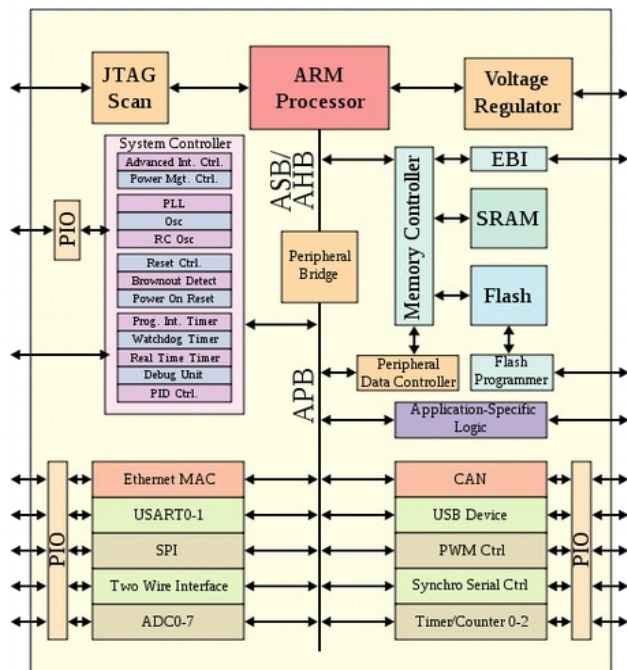 JTAG
Scan
ARM
Processor
Voltage
Regulator
System Controller
Advanced Int. Ctrl.
Power Mgt. Ctrl.
PLL
Osc
RC Osc
Reset Ctrl.
Brownout Detect
Power On Reset
Prog. Int. Timer
Watchdog Timer
Real Time Timer
Debug Unit
PID Ctrl.
PIO
ASB/
AHB
Peripheral
Bridge
APB
Memory Controller
EBI
SRAM
Flash
Peripheral
Data Controller
Flash
Programmer
Application-Specific
Logic
PIO
Ethernet MAC
USART0-1
SPI
Two Wire Interface
ADC0-7
CAN
USB Device
PWM Ctrl
Synchro Serial Ctrl
Timer/Counter 0-2
PIO